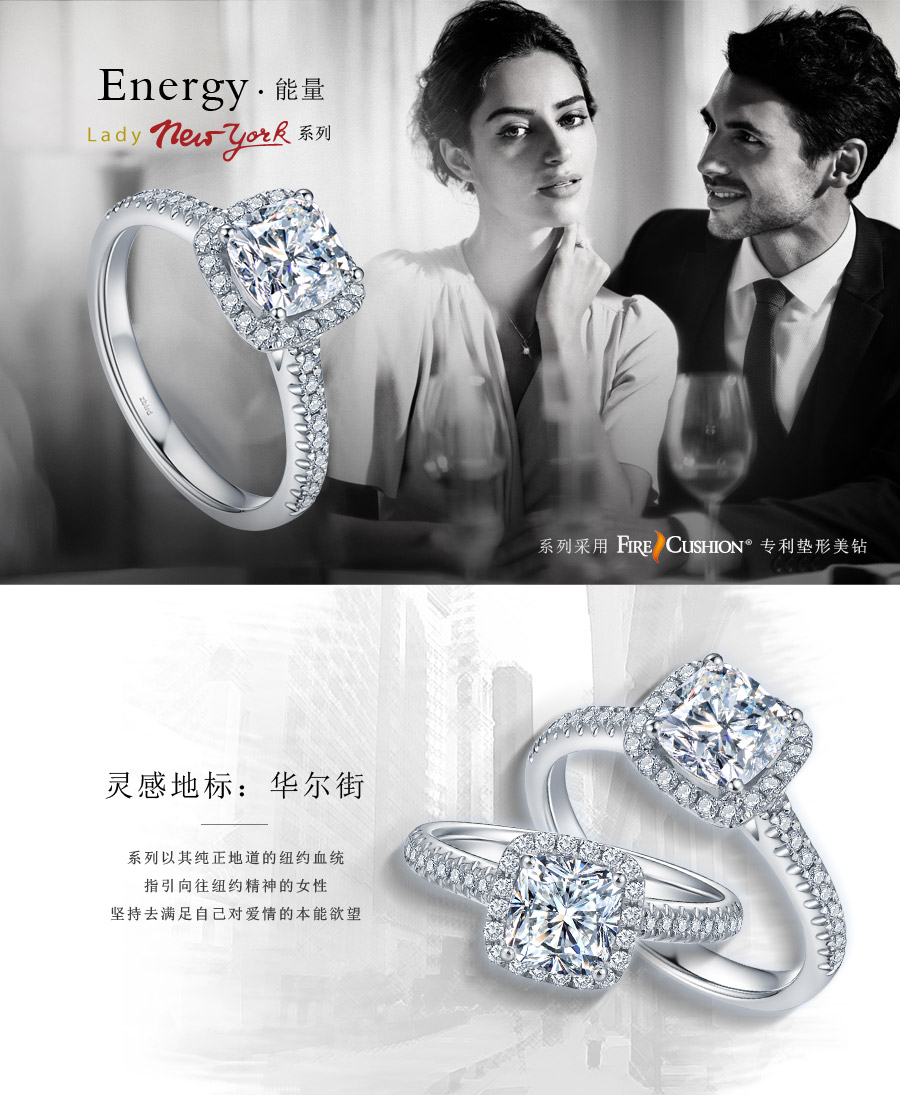 Energy·能量
Lady New York 系列
系列采用 FIRE CUSHION® 专利垫形美钻
灵感地标：华尔街
系列以其纯正地道的纽约血统
指引向往纽约精神的女性
坚持去满足自己对爱情的本能欲望